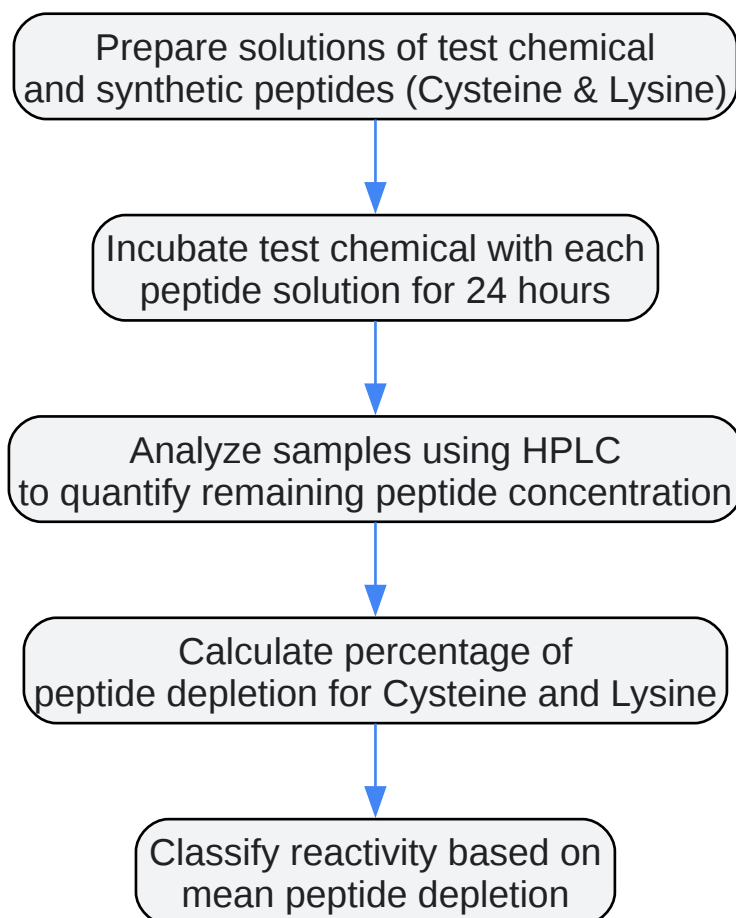 Prepare solutions of test chemical
and synthetic peptides (Cysteine & Lysine)
Incubate test chemical with each
peptide solution for 24 hours
Analyze samples using HPLC
to quantify remaining peptide concentration
Calculate percentage of
peptide depletion for Cysteine and Lysine
Classify reactivity based on
mean peptide depletion